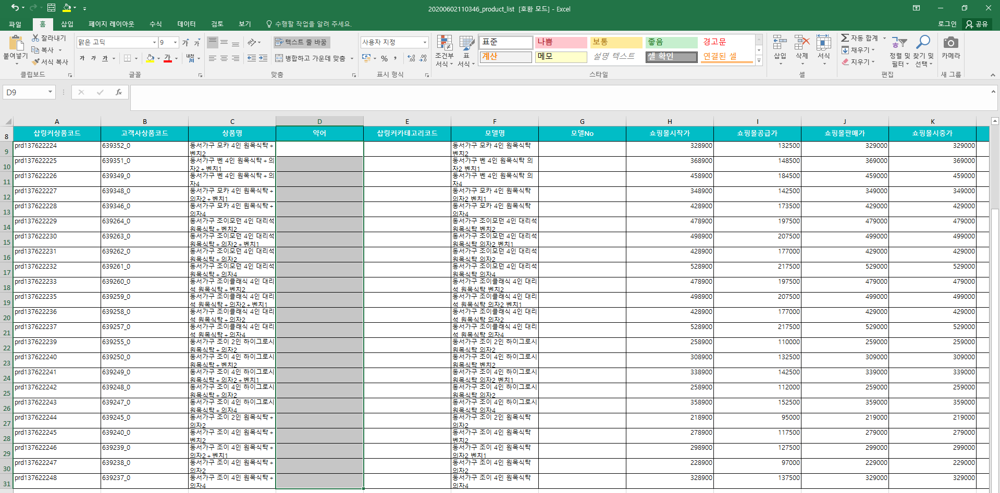 20200602110346_product_list [호환 모드] - Excel
파일 홈 삽입 페이지 레이아웃 수식 데이터 검토 보기 수행할 작업을 알려 주세요. 로그인 공유
붙여넣기
잘라내기
복사
서식 복사
클립보드
맑은 고딕 9
가 가
가 가 가 가 내천
글꼴
텍스트 줄 바꿈
병합하고 가운데 맞춤
맞춤
사용자 지정
%
표시 형식
조건부 서식
표 서식
표준 나쁨 보통 좋음 경고문
계산 메모 설명 텍스트 셀 확인 연결된 셀
스타일
삽입 삭제 서식
셀
자동 합계
채우기
지우기
정렬 및 필터
찾기 및 선택
편집
카메라
새 그룹
D9 fx
A B C D E F G H I J K
8 샵링커상품코드 고객사상품코드 상품명 약어 샵링커카테고리코드 모델명 모델No 쇼핑몰시작가 쇼핑몰공급가 쇼핑몰판매가 쇼핑몰시중가
9 prd137622224 639352_0 동서가구 모카 4인 원목식탁 + 벤치2 동서가구 모카 4인 원목식탁 벤치2 328900 132500 329000 329000
10 prd137622225 639351_0 동서가구 벤 4인 원목식탁 + 의자2 + 벤치1 동서가구 벤 4인 원목식탁 의자2 벤치1 368900 148500 369000 369000
11 prd137622226 639349_0 동서가구 벤 4인 원목식탁 + 의자4 동서가구 벤 4인 원목식탁 의자4 458900 184500 459000 459000
12 prd137622227 639348_0 동서가구 모카 4인 원목식탁 + 의자2 + 벤치1 동서가구 모카 4인 원목식탁 의자2 벤치1 348900 142500 349000 349000
13 prd137622228 639346_0 동서가구 모카 4인 원목식탁 + 의자4 동서가구 모카 4인 원목식탁 의자4 428900 173500 429000 429000
14 prd137622229 639264_0 동서가구 조이모던 4인 대리석 원목식탁 + 벤치2 동서가구 조이모던 4인 대리석 원목식탁 벤치2 478900 197500 479000 479000
15 prd137622230 639263_0 동서가구 조이모던 4인 대리석 원목식탁 + 의자2 + 벤치1 동서가구 조이모던 4인 대리석 원목식탁 의자2 벤치1 498900 207500 499000 499000
16 prd137622231 639262_0 동서가구 조이모던 4인 대리석 원목식탁 + 의자2 동서가구 조이모던 4인 대리석 원목식탁 의자2 428900 177000 429000 429000
17 prd137622232 639261_0 동서가구 조이모던 4인 대리석 원목식탁 + 의자4 동서가구 조이모던 4인 대리석 원목식탁 의자4 528900 217500 529000 529000
18 prd137622233 639260_0 동서가구 조이클래식 4인 대리석 원목식탁 + 벤치2 동서가구 조이클래식 4인 대리석 원목식탁 벤치2 478900 197500 479000 479000
19 prd137622235 639259_0 동서가구 조이클래식 4인 대리석 원목식탁 + 의자2 + 벤치1 동서가구 조이클래식 4인 대리석 원목식탁 의자2 벤치1 498900 207500 499000 499000
20 prd137622236 639258_0 동서가구 조이클래식 4인 대리석 원목식탁 + 의자2 동서가구 조이클래식 4인 대리석 원목식탁 의자2 428900 177000 429000 429000
21 prd137622237 639257_0 동서가구 조이클래식 4인 대리석 원목식탁 + 의자4 동서가구 조이클래식 4인 대리석 원목식탁 의자4 528900 217500 529000 529000
22 prd137622239 639255_0 동서가구 조이 2인 하이그로시 원목식탁 + 의자2 동서가구 조이 2인 하이그로시 원목식탁 의자2 258900 110000 259000 259000
23 prd137622240 639250_0 동서가구 조이 4인 하이그로시 원목식탁 + 벤치2 동서가구 조이 4인 하이그로시 원목식탁 벤치2 308900 132500 309000 309000
24 prd137622241 639249_0 동서가구 조이 4인 하이그로시 원목식탁 + 의자2 + 벤치1 동서가구 조이 4인 하이그로시 원목식탁 의자2 벤치1 338900 142500 339000 339000
25 prd137622242 639248_0 동서가구 조이 4인 하이그로시 원목식탁 + 의자2 동서가구 조이 4인 하이그로시 원목식탁 의자2 258900 112000 259000 259000
26 prd137622243 639247_0 동서가구 조이 4인 하이그로시 원목식탁 + 의자4 동서가구 조이 4인 하이그로시 원목식탁 의자4 358900 152500 359000 359000
27 prd137622244 639245_0 동서가구 조이 2인 원목식탁 + 의자2 동서가구 조이 2인 원목식탁 의자2 218900 95000 219000 219000
28 prd137622245 639240_0 동서가구 조이 4인 원목식탁 + 벤치2 동서가구 조이 4인 원목식탁 벤치2 278900 117500 279000 279000
29 prd137622246 639239_0 동서가구 조이 4인 원목식탁 + 의자2 + 벤치1 동서가구 조이 4인 원목식탁 의자2 벤치1 298900 127500 299000 299000
30 prd137622247 639238_0 동서가구 조이 4인 원목식탁 + 의자2 동서가구 조이 4인 원목식탁 의자2 228900 97000 229000 229000
31 prd137622248 639237_0 동서가구 조이 4인 원목식탁 + 의자4 동서가구 조이 4인 원목식탁 의자4 328900 137500 329000 329000